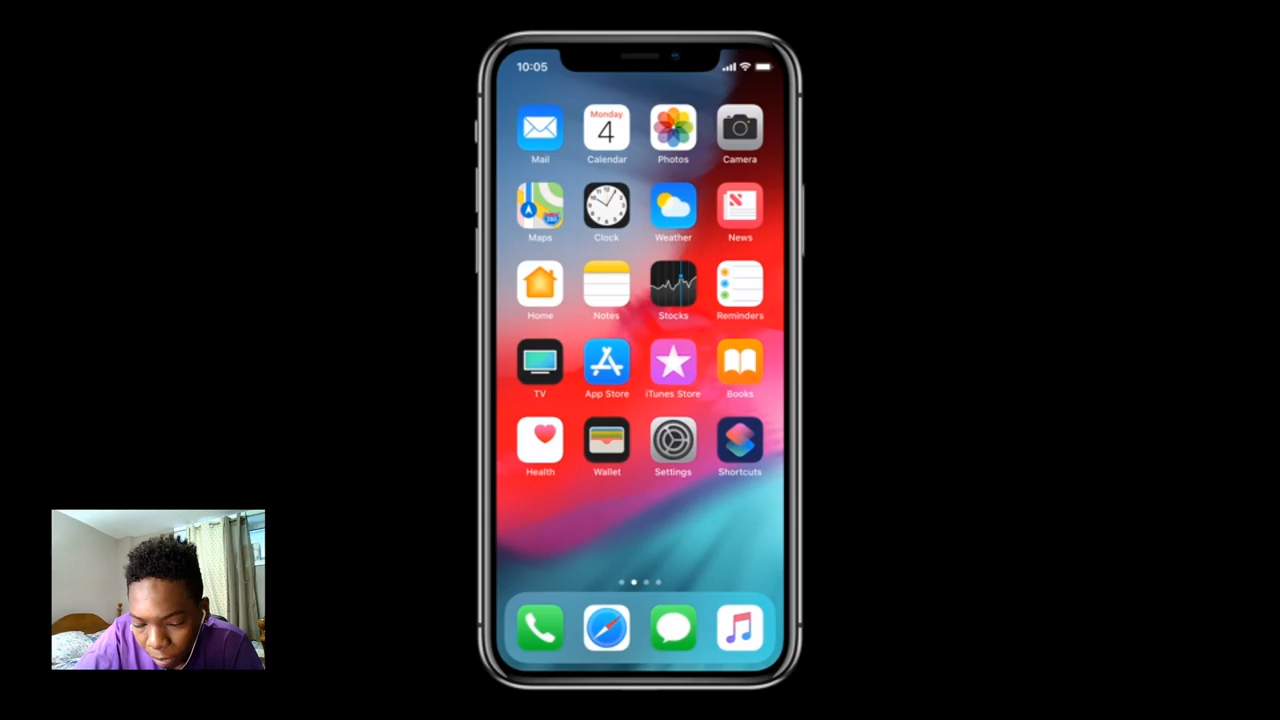 10:05
Monday
4
Mail Calendar Photos Camera
Maps Clock Weather News
Home Notes Stocks Reminders
TV App Store iTunes Store Books
Health Wallet Settings Shortcuts